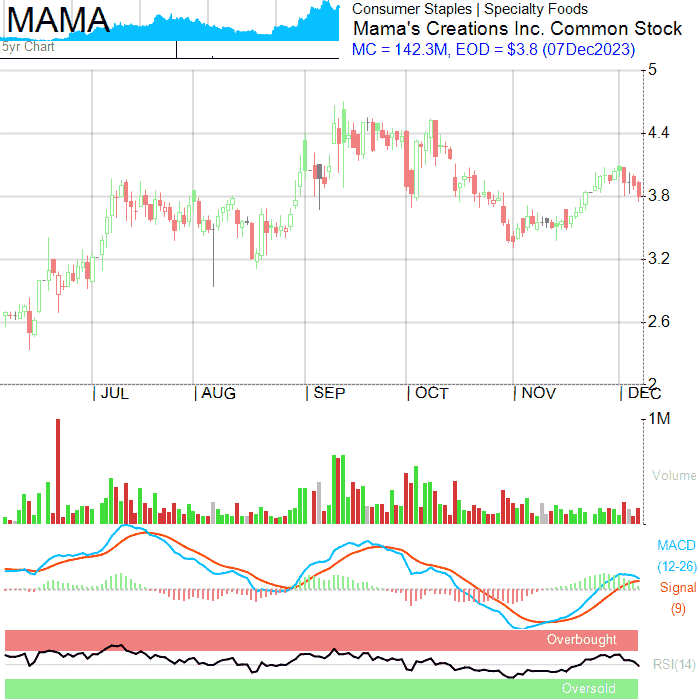 MAMA
5yr Chart
Consumer Staples | Specialty Foods
Mama's Creations Inc. Common Stock
MC = 142.3M, EOD = $3.8 (07Dec2023)
5
4.4
3.8
3.2
2.6
2
JUL AUG SEP OCT NOV DEC
1M
Volume
MACD
(12-26)
Signal
(9)
Overbought
RSI(14)
Oversold